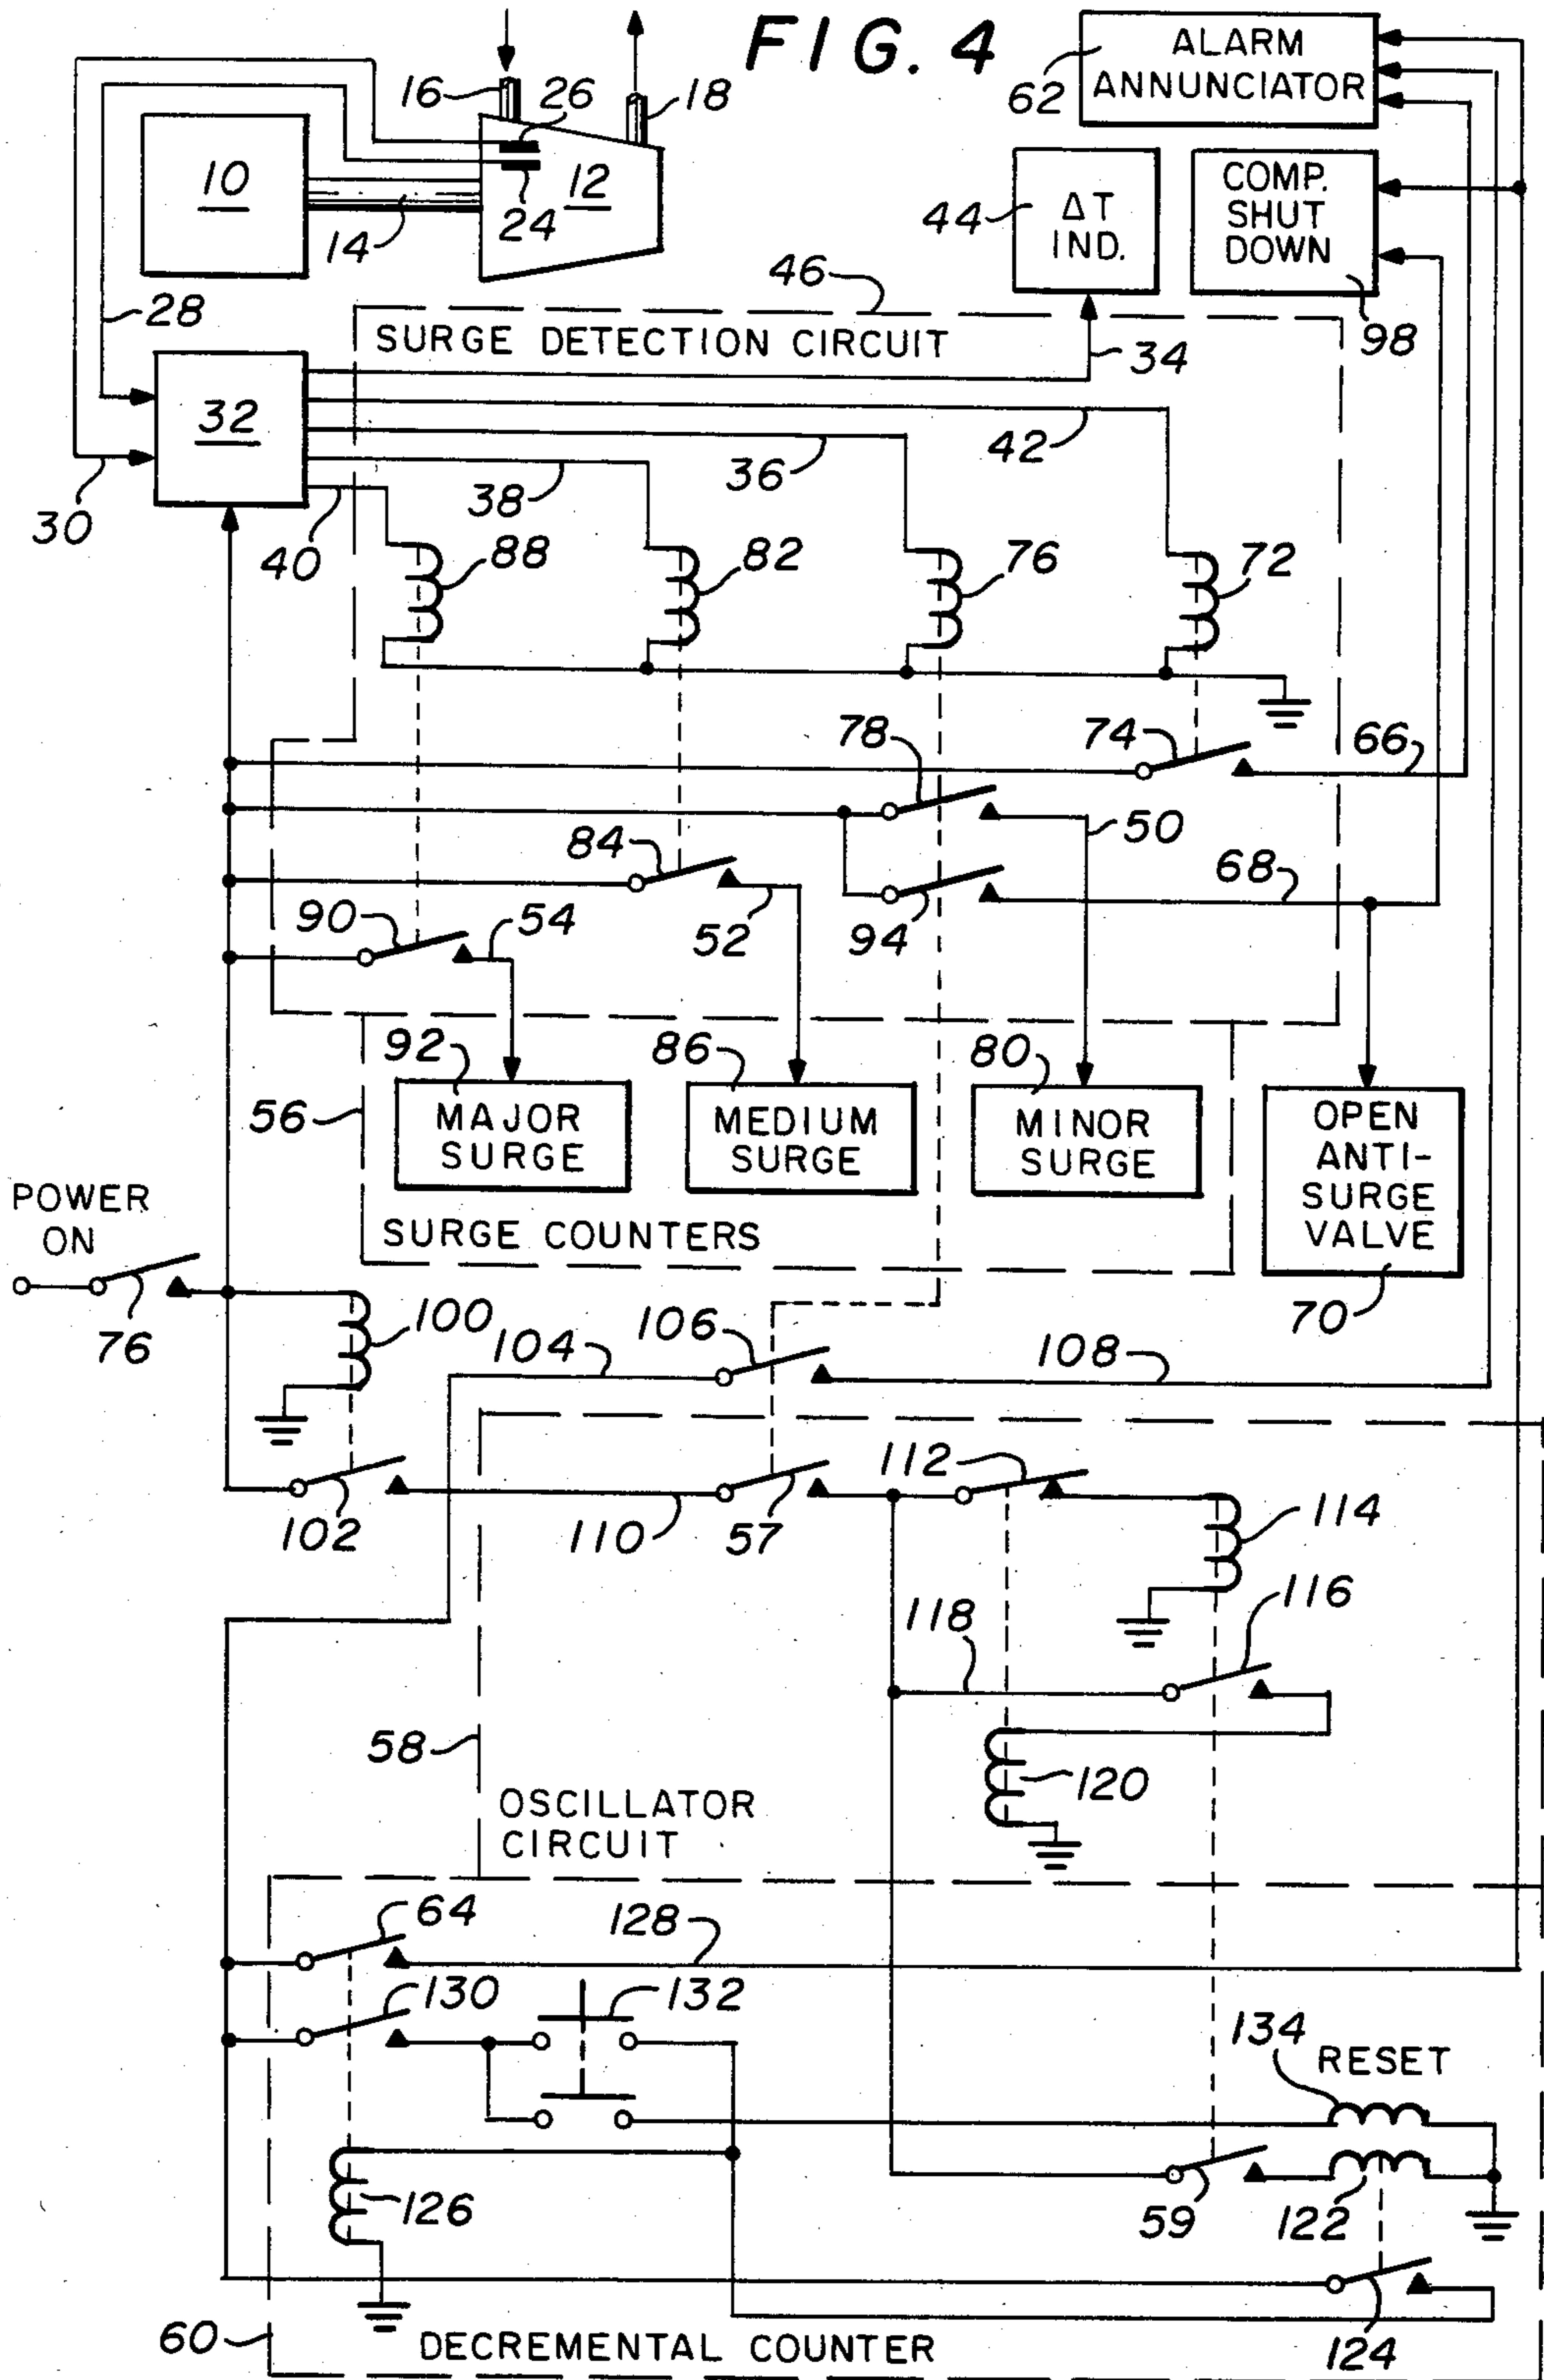 FIG. 4
ALARM
ANNUNCIATOR
62
16
26
18
10
12
24
14
COMP.
SHUT
DOWN
98
44
ΔT
IND.
28
46
SURGE DETECTION CIRCUIT
34
32
42
36
38
30
40
88
82
76
72
78
74
66
84
50
68
90
54
52
94
92
86
80
56
MAJOR
SURGE
MEDIUM
SURGE
MINOR
SURGE
OPEN
ANTI-
SURGE
VALVE
POWER
ON
SURGE COUNTERS
70
76
100
104
106
108
112
102
110
57
114
118
116
58
120
OSCILLATOR
CIRCUIT
64
128
130
132
134
RESET
126
59
122
60
DECREMENTAL COUNTER
124